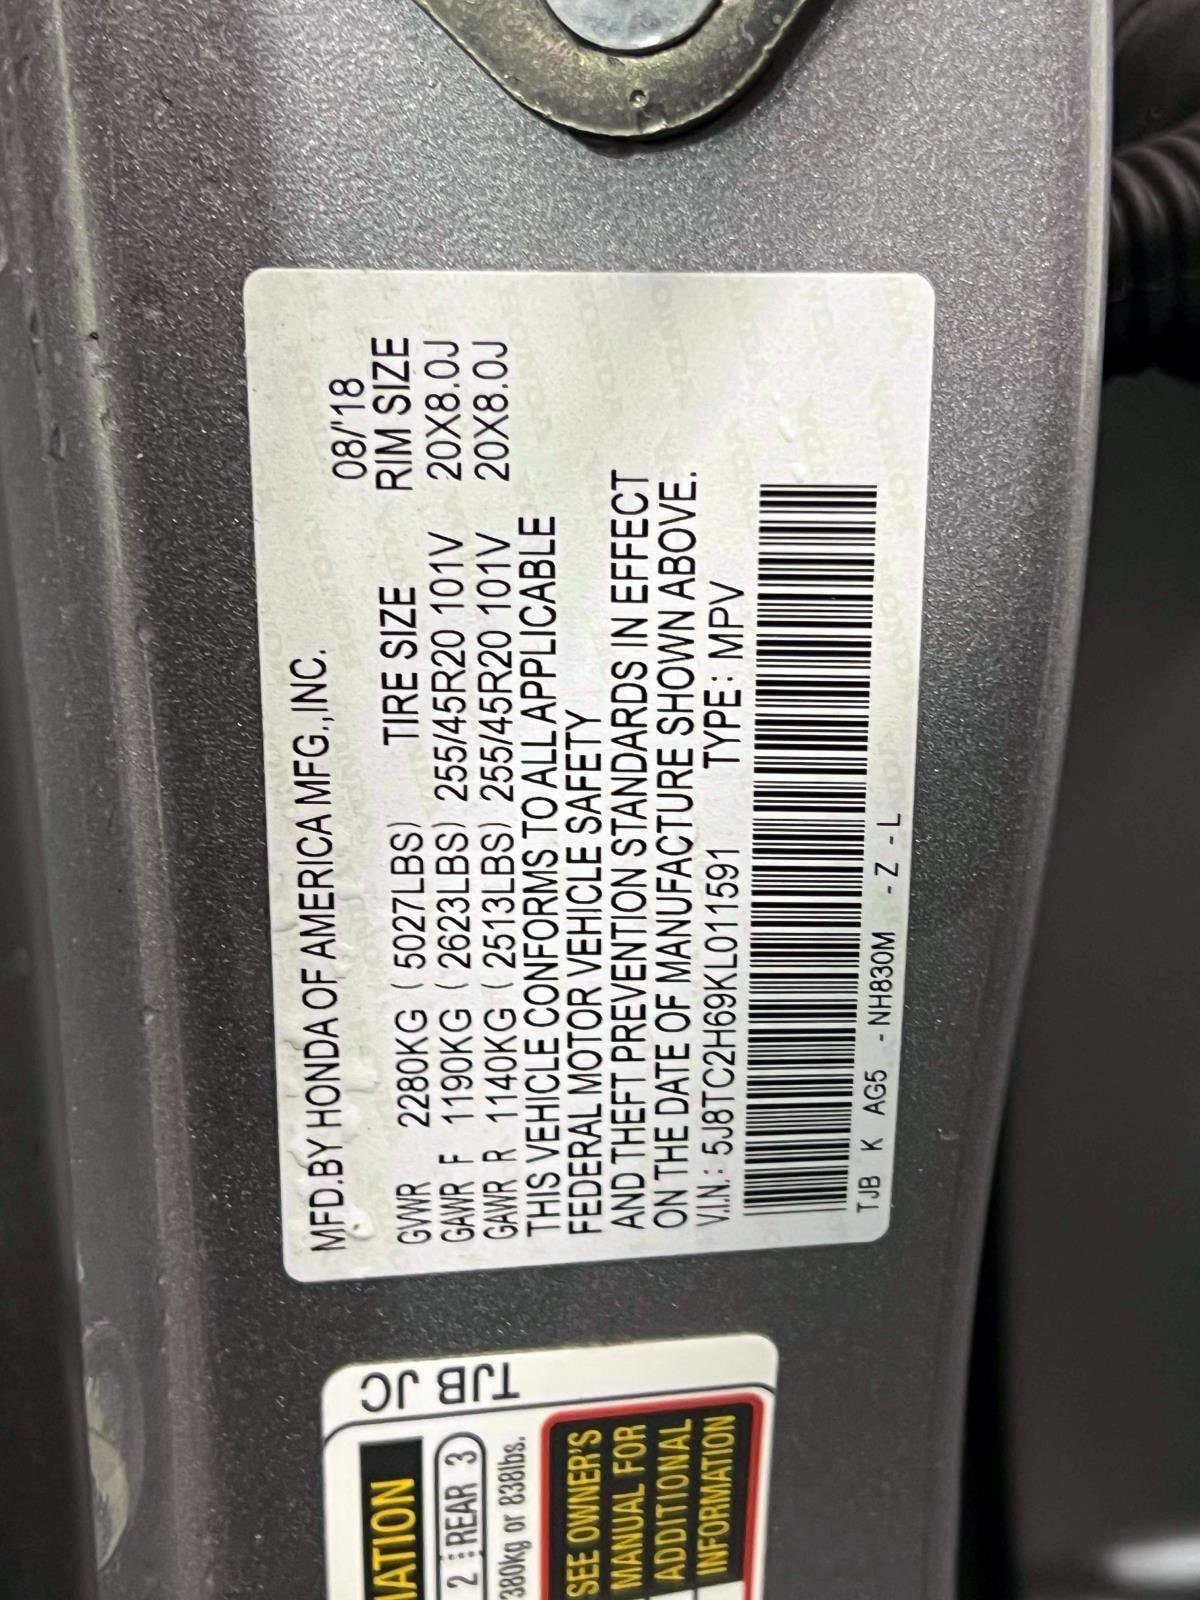 MFD.BY HONDA OF AMERICA MFG.,INC.
08/'18
GVWR 2280KG ( 5027LBS) TIRE SIZE RIM SIZE
GAWR F 1190KG ( 2623LBS) 255/45R20 101V 20X8.0J
GAWR R 1140KG ( 2513LBS) 255/45R20 101V 20X8.0J
THIS VEHICLE CONFORMS TO ALL APPLICABLE
FEDERAL MOTOR VEHICLE SAFETY
AND THEFT PREVENTION STANDARDS IN EFFECT
ON THE DATE OF MANUFACTURE SHOWN ABOVE.
V.I.N.: 5J8TC2H69KL011591 TYPE: MPV
TJB K AG5 - NH830M - Z - L
TJB JC
MATION
2 REAR 3
380kg or 838lbs.
SEE OWNER'S
MANUAL FOR
ADDITIONAL
INFORMATION